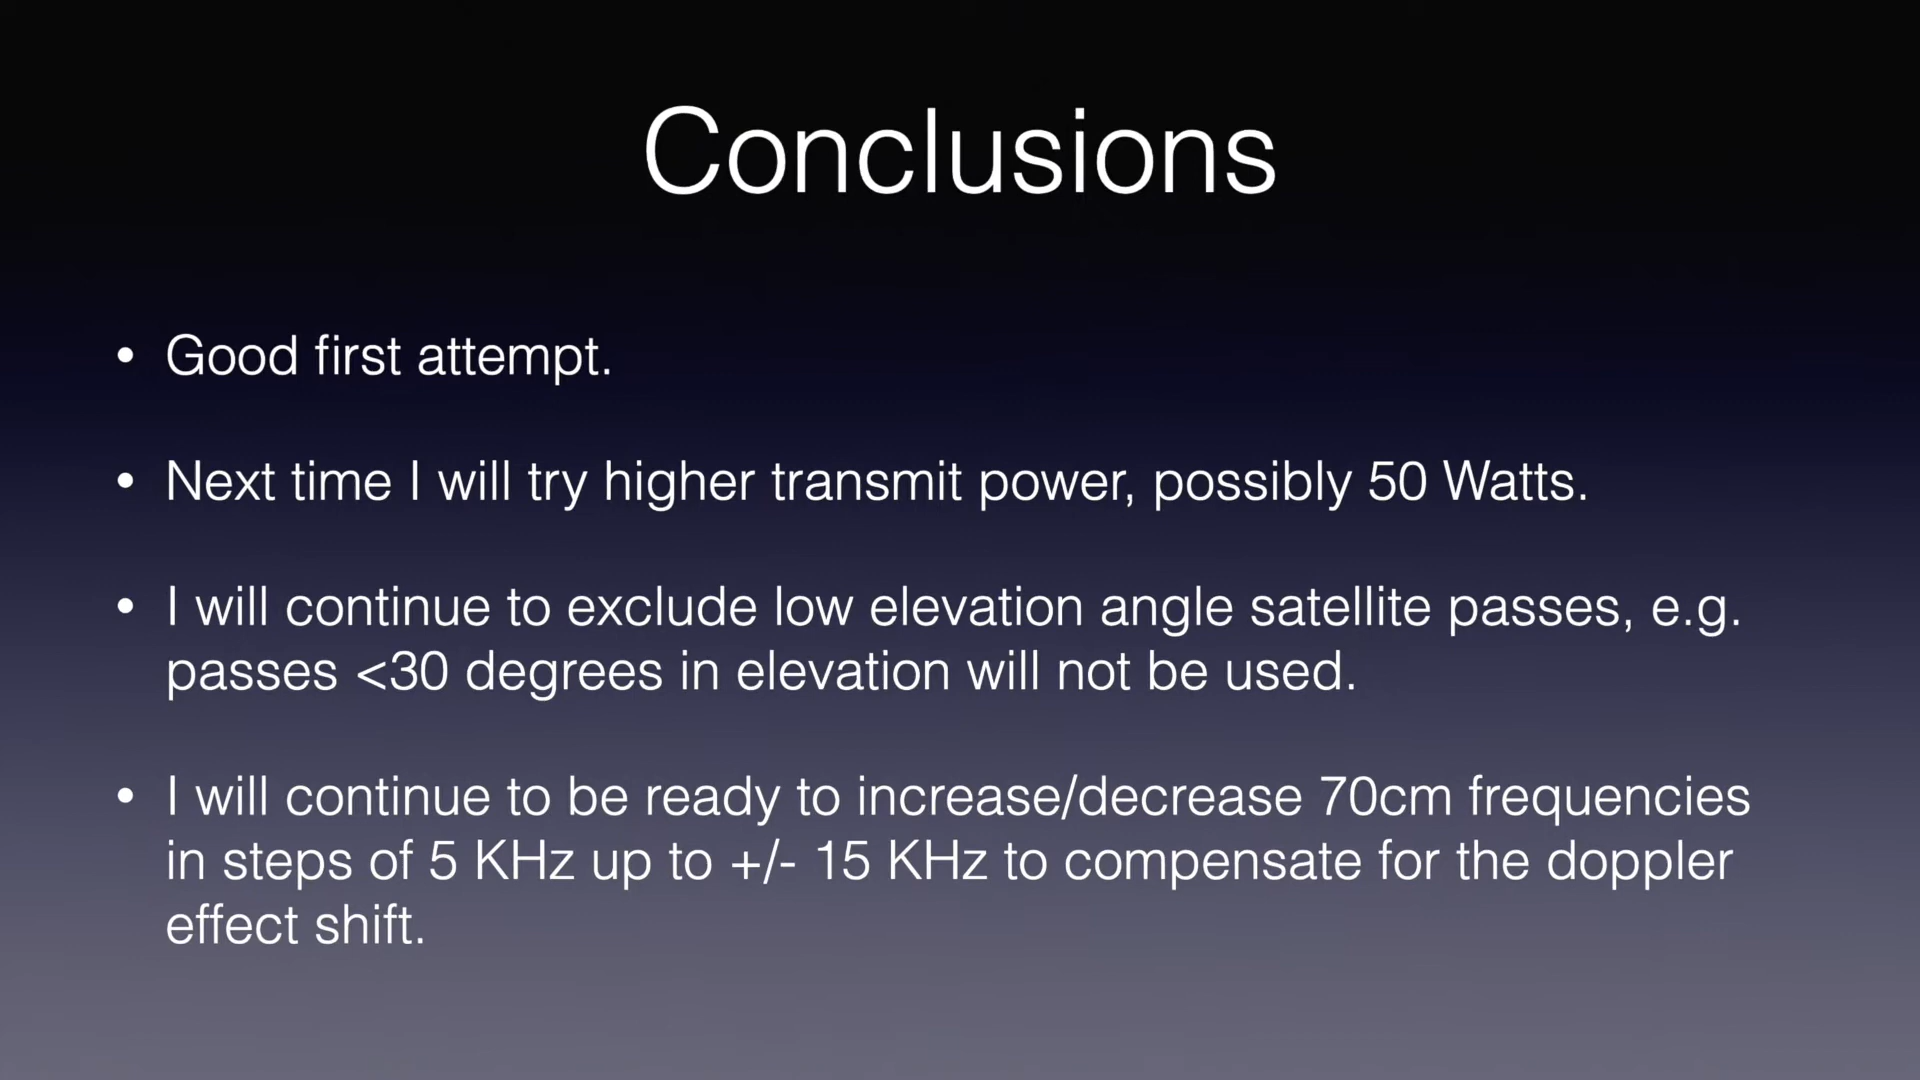 Conclusions
• Good first attempt.
• Next time I will try higher transmit power, possibly 50 Watts.
• I will continue to exclude low elevation angle satellite passes, e.g.
passes <30 degrees in elevation will not be used.
• I will continue to be ready to increase/decrease 70cm frequencies
in steps of 5 KHz up to +/- 15 KHz to compensate for the doppler
effect shift.